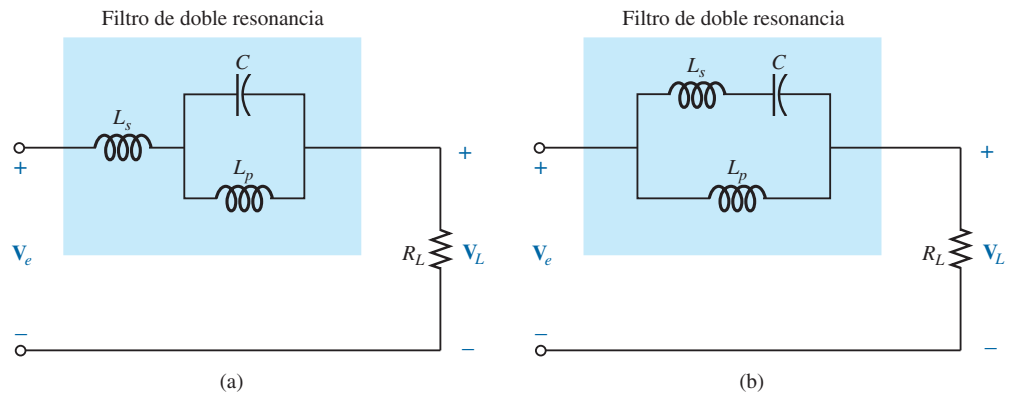 Filtro de doble resonancia
C
L_s
L_p
+
+
V_e
R_L
V_L
−
−
(a)
Filtro de doble resonancia
L_s
C
L_p
+
+
V_e
R_L
V_L
−
−
(b)